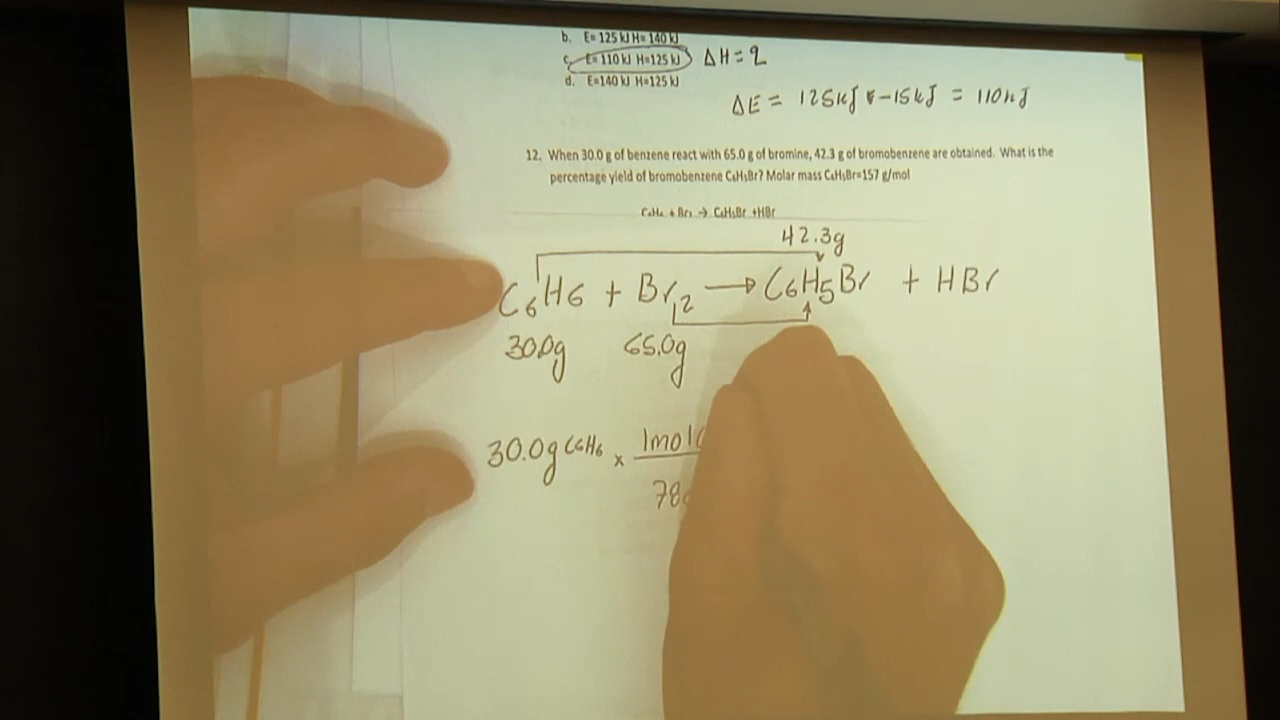 b. E= 125 kJ H= 140 kJ
c. E= 110 kJ H=125 kJ ΔH = q
d. E=140 kJ H=125 kJ
ΔE = 125kJ -15kJ = 110kJ
12. When 30.0 g of benzene react with 65.0 g of bromine, 42.3 g of bromobenzene are obtained. What is the
percentage yield of bromobenzene C₆H₅Br? Molar mass C₆H₅Br=157 g/mol
C₆H₆ + Br₂ → C₆H₅Br +HBr
42.3g
C₆H6 + Br₂ → C₆H₅Br + HBr
30.0g 65.0g
30.0g C6H6 x 1mol
78